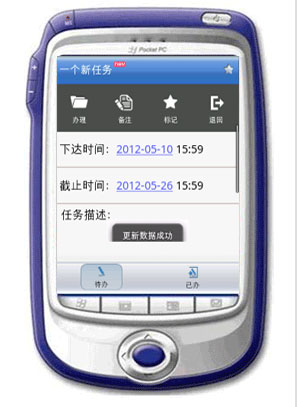 Pocket PC
一个新任务 new
办理 备注 标记 退回
下达时间: 2012-05-10 15:59
截止时间: 2012-05-26 15:59
任务描述:
更新数据成功
待办 已办